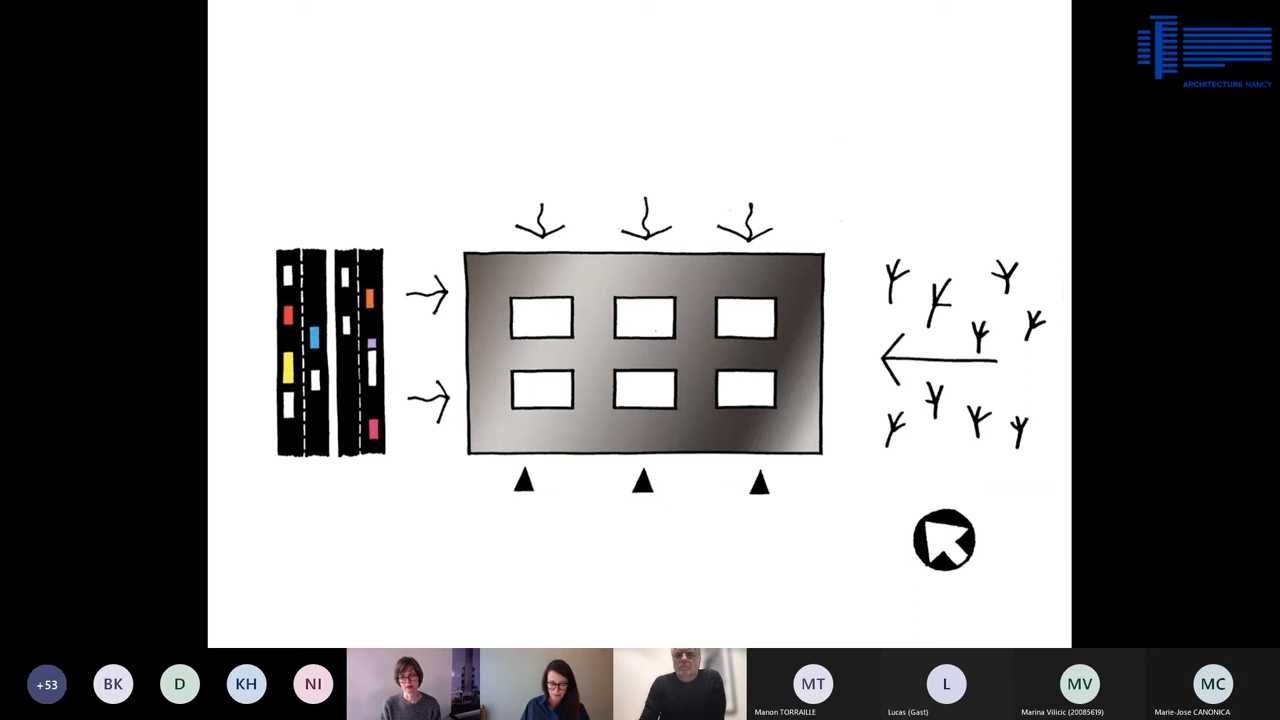 ARCHITECTURE NANCY
+53
BK
D
KH
NI
MT
Manon TORRAILLE
L
Lucas (Gast)
MV
Marina Vilicic (20085619)
MC
Marie-Jose CANONICA